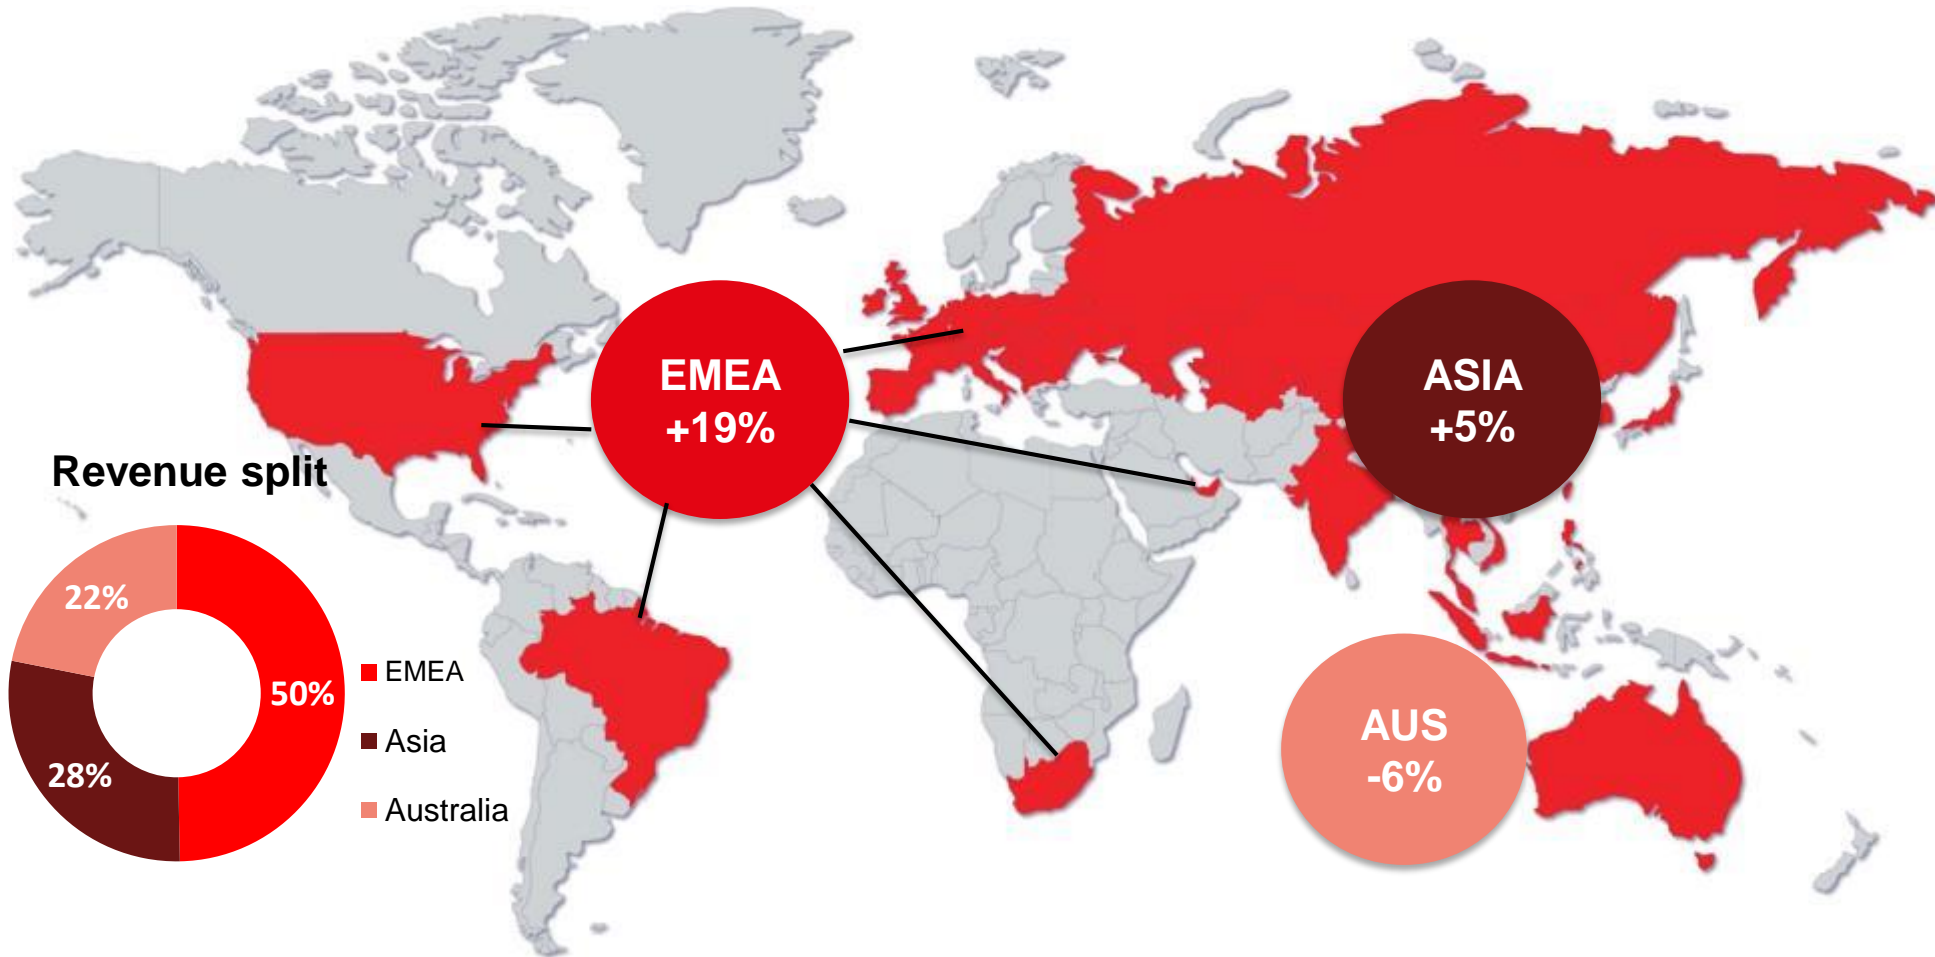 EMEA
+19%
ASIA
+5%
Revenue split
22%
50%
28%
EMEA
Asia
Australia
AUS
-6%